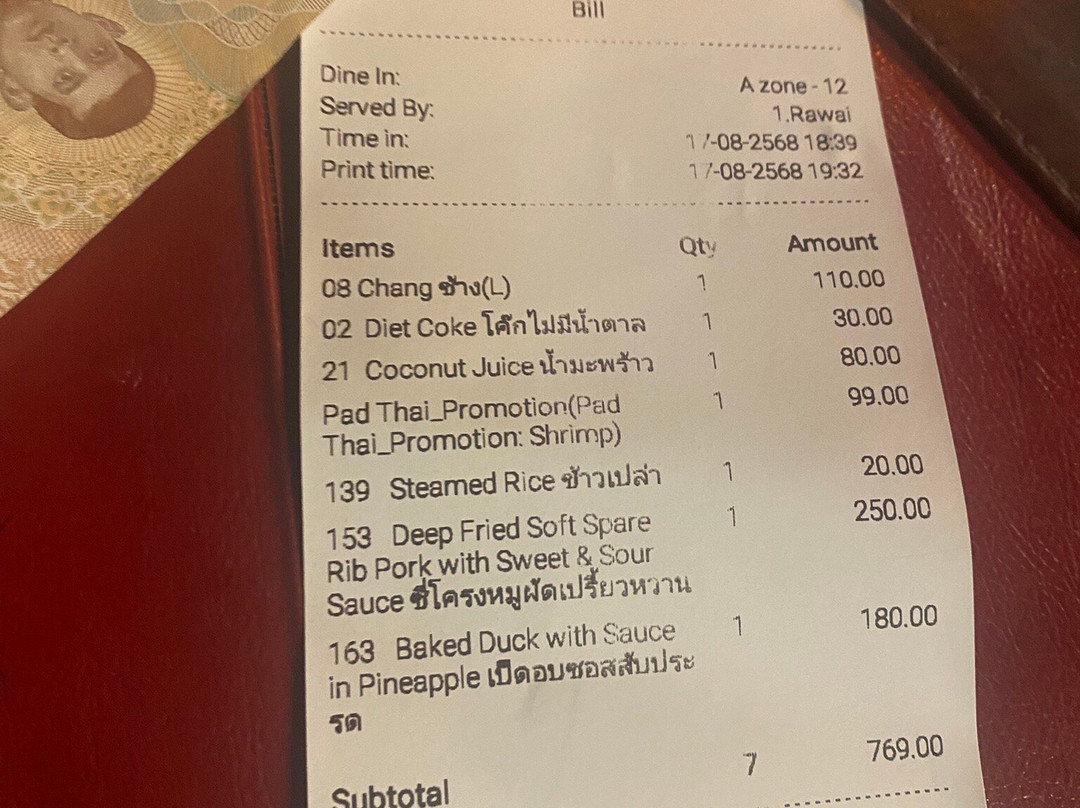 Bill
Dine In: A zone - 12
Served By: 1.Rawai
Time in: 17-08-2568 18:39
Print time: 17-08-2568 19:32
Items Qty Amount
08 Chang ช้าง(L) 1 110.00
02 Diet Coke โค๊กไม่มีน้ำตาล 1 30.00
21 Coconut Juice น้ำมะพร้าว 1 80.00
Pad Thai_Promotion(Pad 1 99.00
Thai_Promotion: Shrimp)
139 Steamed Rice ข้าวเปล่า 1 20.00
153 Deep Fried Soft Spare 1 250.00
Rib Pork with Sweet & Sour
Sauce ซี่โครงหมูผัดเปรี้ยวหวาน
163 Baked Duck with Sauce 1 180.00
in Pineapple เป็ดอบซอสสับประ
รด
Subtotal 7 769.00